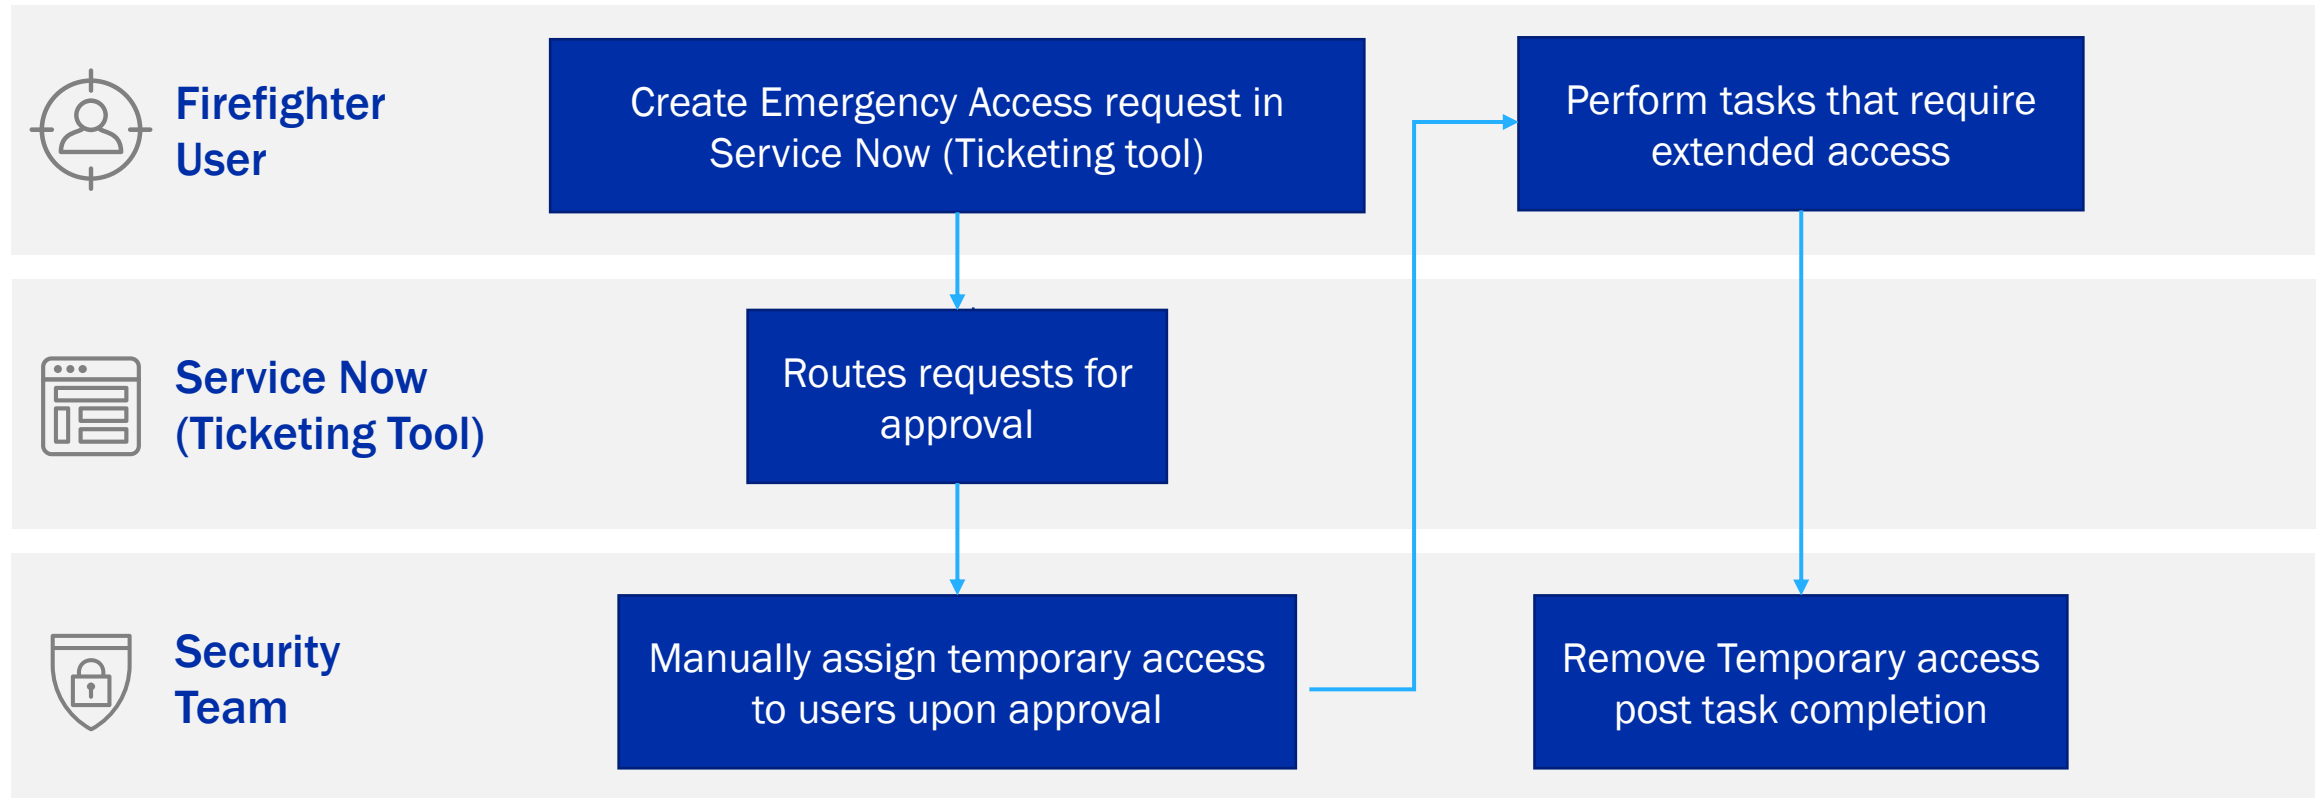 Firefighter
User
Create Emergency Access request in
Service Now (Ticketing tool)
Perform tasks that require
extended access
Service Now
(Ticketing Tool)
Routes requests for
approval
Security
Team
Manually assign temporary access
to users upon approval
Remove Temporary access
post task completion